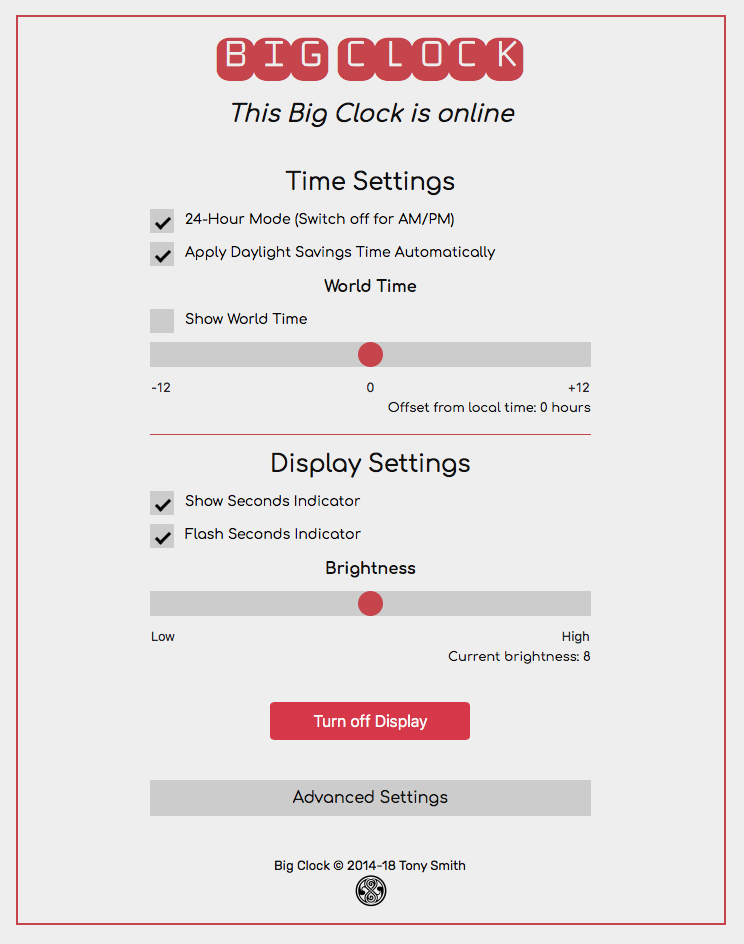 BIG CLOCK
This Big Clock is online
Time Settings
24-Hour Mode (Switch off for AM/PM)
Apply Daylight Savings Time Automatically
World Time
Show World Time
-12 0 +12
Offset from local time: 0 hours
Display Settings
Show Seconds Indicator
Flash Seconds Indicator
Brightness
Low High
Current brightness: 8
Turn off Display
Advanced Settings
Big Clock © 2014-18 Tony Smith